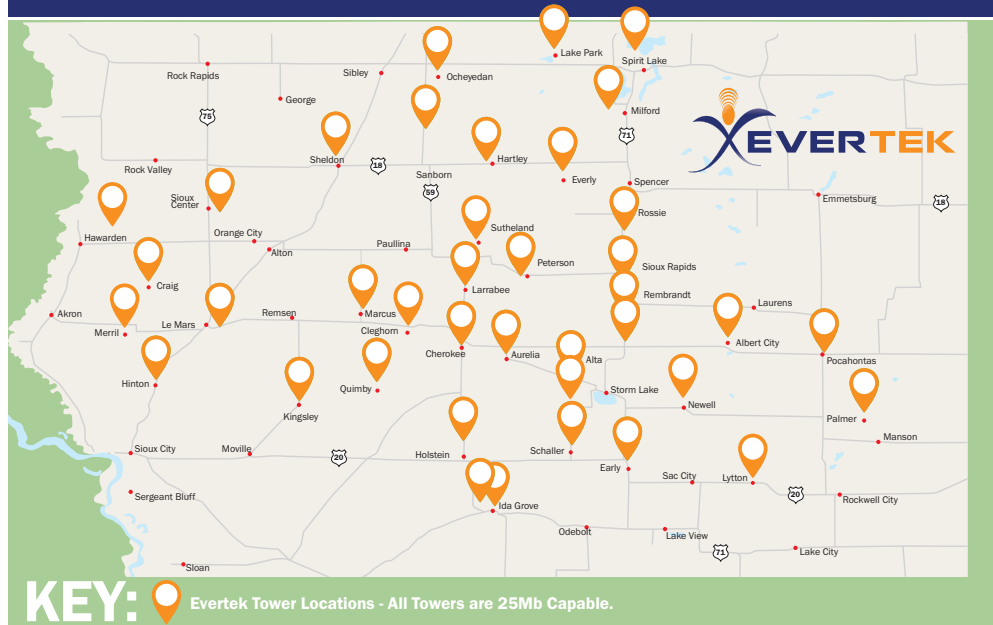 Lake Park
Spirit Lake
Rock Rapids
Sibley
Ocheyedan
George
Milford
75
71
EVERTEK
Sheldon
18
Hartley
Rock Valley
Sanborn
Everly
Spencer
59
Emmetsburg
18
Sioux
Center
Rossie
Hawarden
Orange City
Sutheland
Alton
Paullina
Peterson
Sioux Rapids
Craig
Larrabee
Rembrandt
Akron
Merril
Le Mars
Remsen
Marcus
Cleghorn
Laurens
Cherokee
Aurelia
Alta
Albert City
Pocahontas
Hinton
Quimby
Storm Lake
Kingsley
Newell
Palmer
Manson
Sioux City
Moville
20
Holstein
Schaller
Early
Sac City
Lytton
Sergeant Bluff
20
Rockwell City
Ida Grove
Odebolt
Lake View
71
Lake City
Sloan
KEY:
Evertek Tower Locations - All Towers are 25Mb Capable.